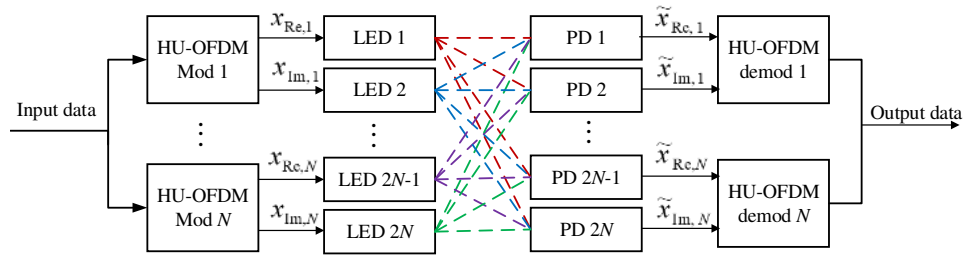 Input data
HU-OFDM
Mod 1
x_Re,1
x_Im,1
LED 1
LED 2
PD 1
PD 2
x̃_Re,1
x̃_Im,1
HU-OFDM
demod 1
⋮
⋮
⋮
HU-OFDM
Mod N
x_Re,N
x_Im,N
LED 2N-1
LED 2N
PD 2N-1
PD 2N
x̃_Re,N
x̃_Im,N
HU-OFDM
demod N
Output data